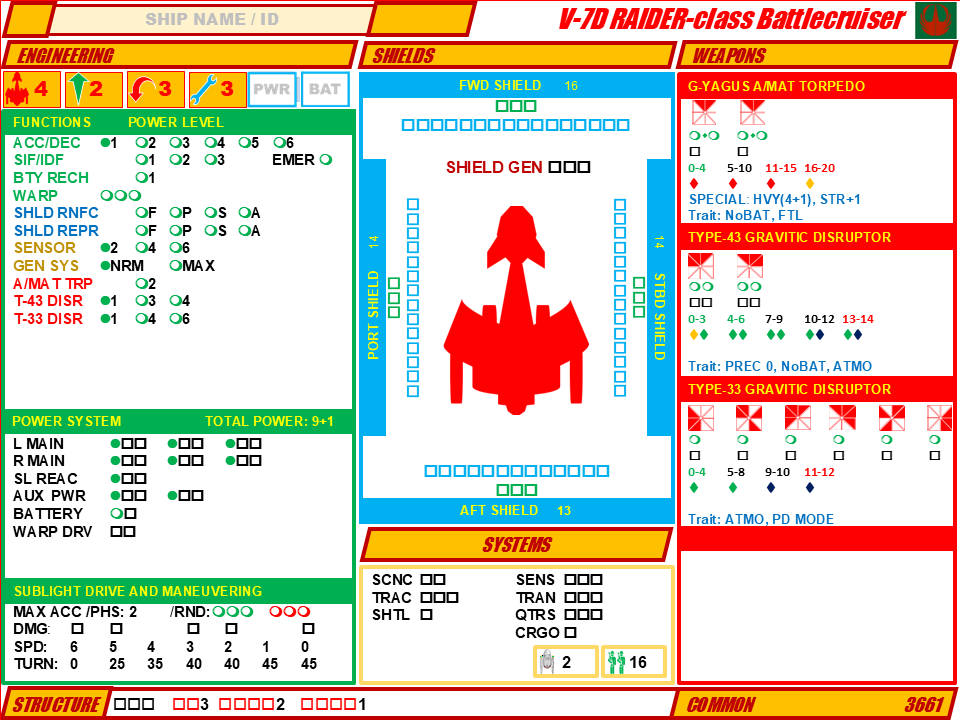 SHIP NAME / ID
V-7D RAIDER-class Battlecruiser
ENGINEERING
4 2 3 3 PWR BAT
FUNCTIONS POWER LEVEL
ACC/DEC 1 2 3 4 5 6
SIF/IDF 1 2 3 EMER
BTY RECH 1
WARP
SHLD RNFC F P S A
SHLD REPR F P S A
SENSOR 2 4 6
GEN SYS NRM MAX
A/MAT TRP 2
T-43 DISR 1 3 4
T-33 DISR 1 4 6
POWER SYSTEM TOTAL POWER: 9+1
L MAIN
R MAIN
SL REAC
AUX PWR
BATTERY
WARP DRV
SUBLIGHT DRIVE AND MANEUVERING
MAX ACC /PHS: 2 /RND:
DMG:
SPD: 6 5 4 3 2 1 0
TURN: 0 25 35 40 40 45 45
SHIELDS
FWD SHIELD 16
SHIELD GEN
PORT SHIELD 14
14 STBD SHIELD
AFT SHIELD 13
SYSTEMS
SCNC SENS
TRAC TRAN
SHTL QTRS
CRGO
2 16
WEAPONS
G-YAGUS A/MAT TORPEDO
0-4 5-10 11-15 16-20
SPECIAL: HVY(4+1), STR+1
Trait: NoBAT, FTL
TYPE-43 GRAVITIC DISRUPTOR
0-3 4-6 7-9 10-12 13-14
Trait: PREC 0, NoBAT, ATMO
TYPE-33 GRAVITIC DISRUPTOR
0-4 5-8 9-10 11-12
Trait: ATMO, PD MODE
STRUCTURE 3 2 1
COMMON 3661